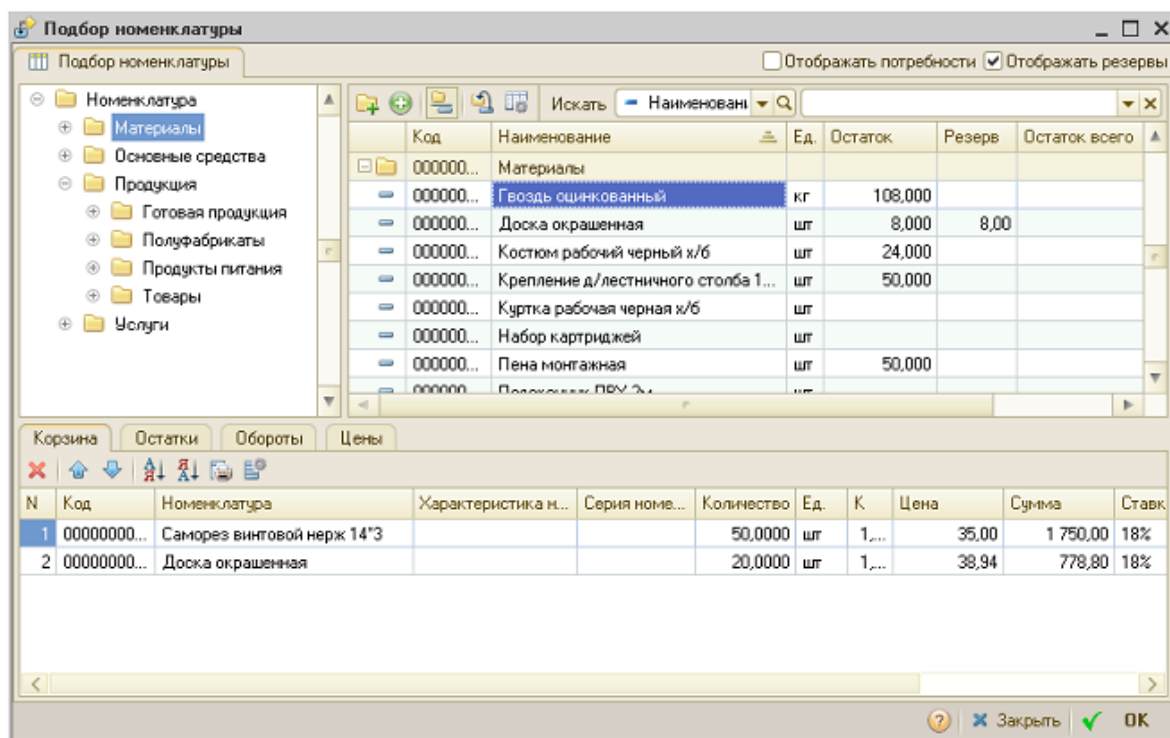 Подбор номенклатуры
Подбор номенклатуры Отображать потребности Отображать резервы
Номенклатура
Материалы
Основные средства
Продукция
Готовая продукция
Полуфабрикаты
Продукты питания
Товары
Услуги
Искать Наименовани
Код Наименование Ед. Остаток Резерв Остаток всего
000000... Материалы
000000... Гвоздь оцинкованный кг 108,000
000000... Доска окрашенная шт 8,000 8,00
000000... Костюм рабочий черный х/б шт 24,000
000000... Крепление д/лестничного столба 1... шт 50,000
000000... Куртка рабочая черная х/б шт
000000... Набор картриджей шт
000000... Пена монтажная шт 50,000
Корзина Остатки Обороты Цены
N Код Номенклатура Характеристика н... Серия номе... Количество Ед. К Цена Сумма Ставк
1 00000000... Саморез винтовой нерж 14"3 50,0000 шт 1,... 35,00 1 750,00 18%
2 00000000... Доска окрашенная 20,0000 шт 1,... 38,94 778,80 18%
Закрыть OK